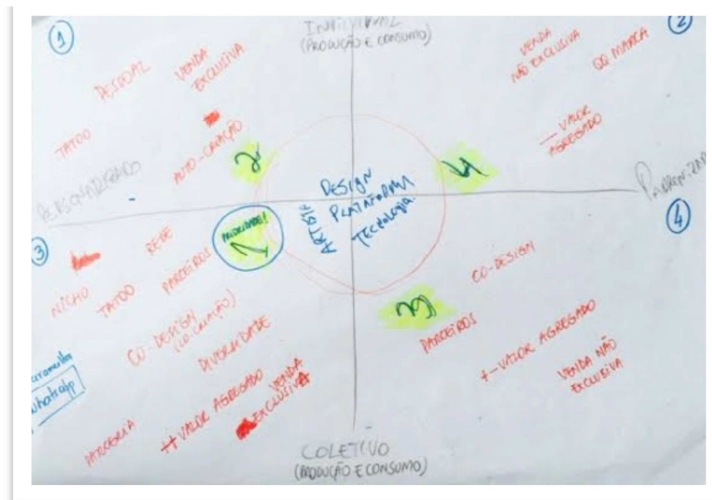 1
PESSOAL
VENDA
EXCLUSIVA
TATOO
AUTO-CRIAÇÃO
INDIVIDUAL
(PRODUÇÃO E CONSUMO)
2
VENDA
NÃO EXCLUSIVA
QQ MARCA
- VALOR
AGREGADO
PERSONALIZADO
2
4
DESIGN
PLATAFORMA
TECNOLOGIA
ARTISTA
3
NICHO
TATOO
REDE
PARCEIROS
PRIORIDADE!
1
CO-DESIGN
(CO-CRIAÇÃO)
DIVERSIDADE
Whatsapp
PARCERIA
++ VALOR AGREGADO
VENDA
EXCLUSIVA
4
CO-DESIGN
3
PARCEIROS
+- VALOR AGREGADO
VENDA NÃO
EXCLUSIVA
COLETIVO
(PRODUÇÃO E CONSUMO)